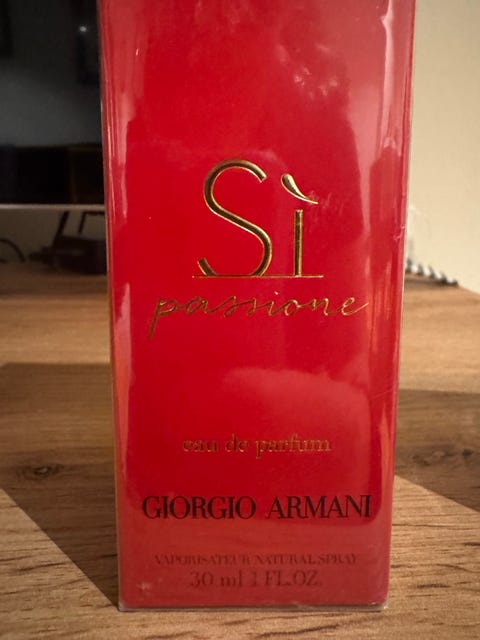 Sì
passione
eau de parfum
GIORGIO ARMANI
VAPORISATEUR NATURAL SPRAY
30 ml 1 FL.OZ.